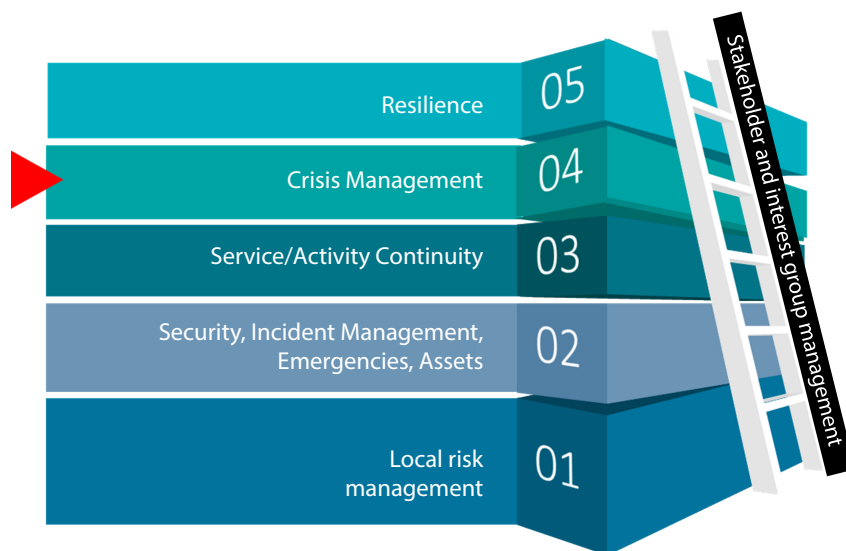 Resilience
05
Crisis Management
04
Service/Activity Continuity
03
Security, Incident Management,
Emergencies, Assets
02
Local risk
management
01
Stakeholder and interest group management